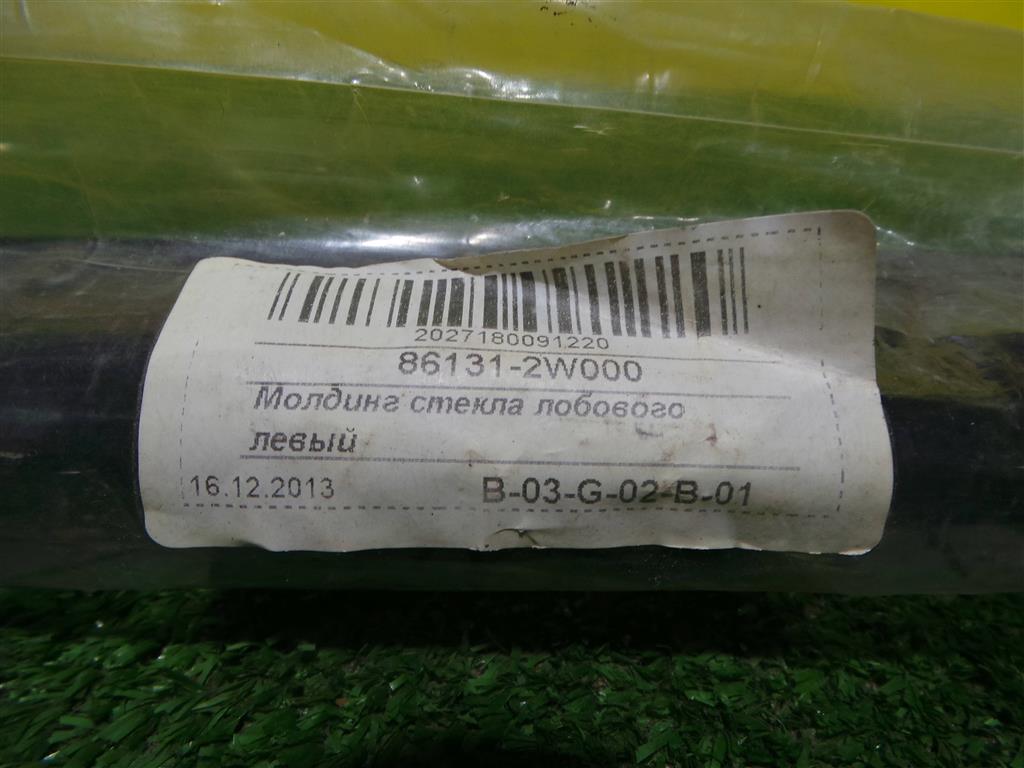 2027180091220
86131-2W000
Молдинг стекла лобового
левый
16.12.2013 B-03-G-02-B-01